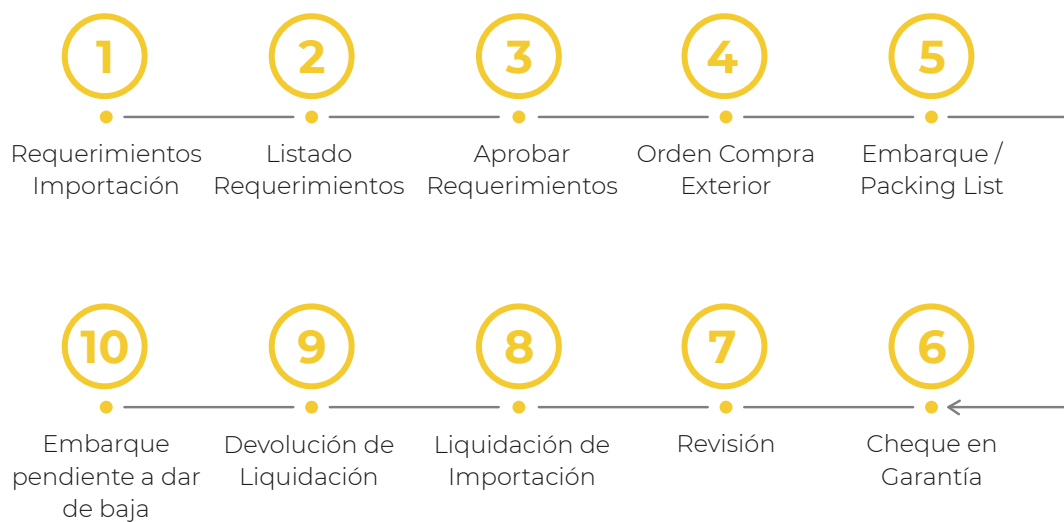 1
2
3
4
5
Requerimientos
Importación
Listado
Requerimientos
Aprobar
Requerimientos
Orden Compra
Exterior
Embarque /
Packing List
10
9
8
7
6
Embarque
pendiente a dar
de baja
Devolución de
Liquidación
Liquidación de
Importación
Revisión
Cheque en
Garantía